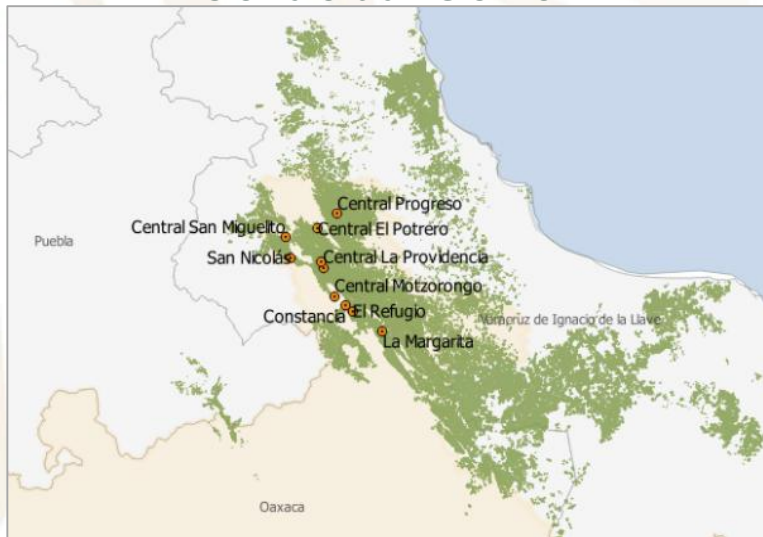 Central Progreso
Central El Potrero
Central San Miguelito
Puebla
San Nicolás
Central La Providencia
Central Motzorongo
Constancia
El Refugio
Veracruz de Ignacio de la Llave
La Margarita
Oaxaca